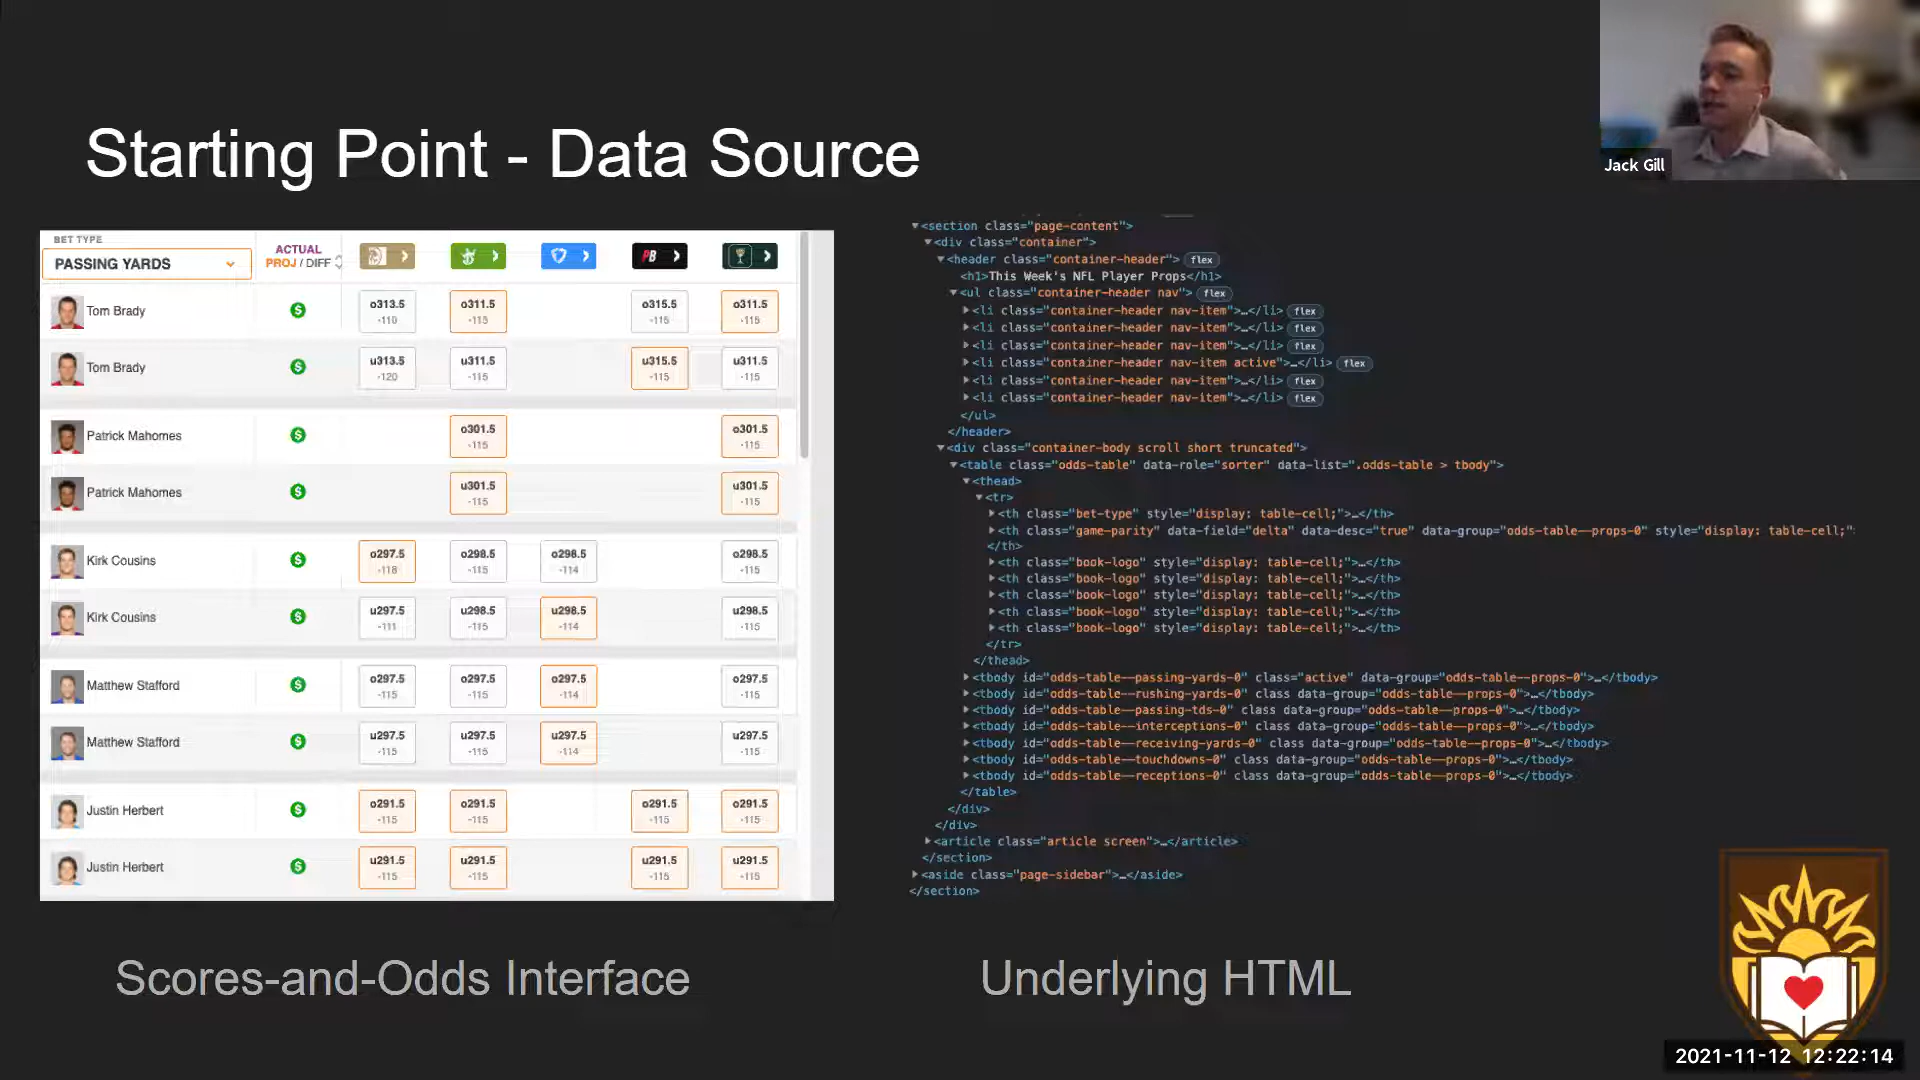 Jack Gill
Starting Point - Data Source
BET TYPE
PASSING YARDS
ACTUAL
PROJ / DIFF
PB
Tom Brady $ o313.5 -110 o311.5 -115 o315.5 -115 o311.5 -115
Tom Brady $ u313.5 -120 u311.5 -115 u315.5 -115 u311.5 -115
Patrick Mahomes $ o301.5 -115 o301.5 -115
Patrick Mahomes $ u301.5 -115 u301.5 -115
Kirk Cousins $ o297.5 -118 o298.5 -115 o298.5 -114 o298.5 -115
Kirk Cousins $ u297.5 -111 u298.5 -115 u298.5 -114 u298.5 -115
Matthew Stafford $ o297.5 -115 o297.5 -115 o297.5 -114 o297.5 -115
Matthew Stafford $ u297.5 -115 u297.5 -115 u297.5 -114 u297.5 -115
Justin Herbert $ o291.5 -115 o291.5 -115 o291.5 -115 o291.5 -115
Justin Herbert $ u291.5 -115 u291.5 -115 u291.5 -115 u291.5 -115
Scores-and-Odds Interface
<section class="page-content">
<div class="container">
<header class="container-header"> flex
<h1>This Week's NFL Player Props</h1>
<ul class="container-header nav"> flex
<li class="container-header nav-item">…</li> flex
<li class="container-header nav-item">…</li> flex
<li class="container-header nav-item">…</li> flex
<li class="container-header nav-item active">…</li> flex
<li class="container-header nav-item">…</li> flex
<li class="container-header nav-item">…</li> flex
</ul>
</header>
<div class="container-body scroll short truncated">
<table class="odds-table" data-role="sorter" data-list=".odds-table > tbody">
<thead>
<tr>
<th class="bet-type" style="display: table-cell;">…</th>
<th class="game-parity" data-field="delta" data-desc="true" data-group="odds-table--props-0" style="display: table-cell;"
</th>
<th class="book-logo" style="display: table-cell;">…</th>
<th class="book-logo" style="display: table-cell;">…</th>
<th class="book-logo" style="display: table-cell;">…</th>
<th class="book-logo" style="display: table-cell;">…</th>
<th class="book-logo" style="display: table-cell;">…</th>
</tr>
</thead>
<tbody id="odds-table--passing-yards-0" class="active" data-group="odds-table--props-0">…</tbody>
<tbody id="odds-table--rushing-yards-0" class data-group="odds-table--props-0">…</tbody>
<tbody id="odds-table--passing-tds-0" class data-group="odds-table--props-0">…</tbody>
<tbody id="odds-table--interceptions-0" class data-group="odds-table--props-0">…</tbody>
<tbody id="odds-table--receiving-yards-0" class data-group="odds-table--props-0">…</tbody>
<tbody id="odds-table--touchdowns-0" class data-group="odds-table--props-0">…</tbody>
<tbody id="odds-table--receptions-0" class data-group="odds-table--props-0">…</tbody>
</table>
</div>
</div>
<article class="article screen">…</article>
</section>
<aside class="page-sidebar">…</aside>
</section>
Underlying HTML
2021-11-12 12:22:14